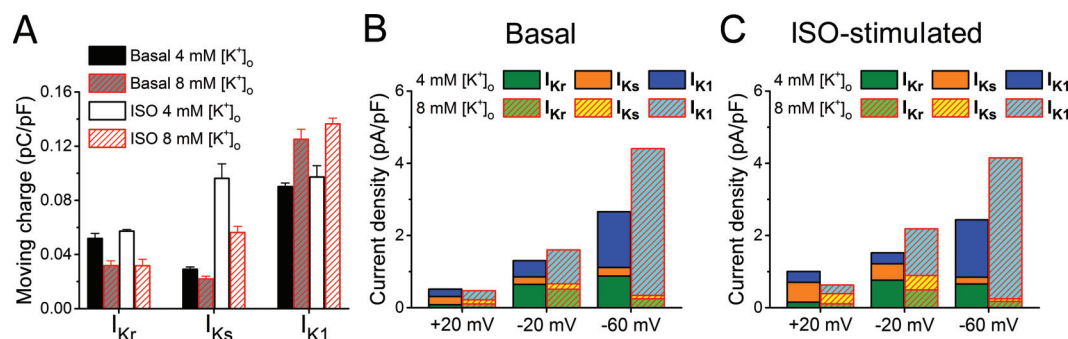 A
Basal 4 mM [K⁺]ₒ
Basal 8 mM [K⁺]ₒ
ISO 4 mM [K⁺]ₒ
ISO 8 mM [K⁺]ₒ
Moving charge (pC/pF)
0.16
0.12
0.08
0.04
0.00
IKr IKs IK1
B Basal
4 mM [K⁺]ₒ IKr IKs IK1
8 mM [K⁺]ₒ IKr IKs IK1
Current density (pA/pF)
6
4
2
0
+20 mV -20 mV -60 mV
C ISO-stimulated
4 mM [K⁺]ₒ IKr IKs IK1
8 mM [K⁺]ₒ IKr IKs IK1
Current density (pA/pF)
6
4
2
0
+20 mV -20 mV -60 mV